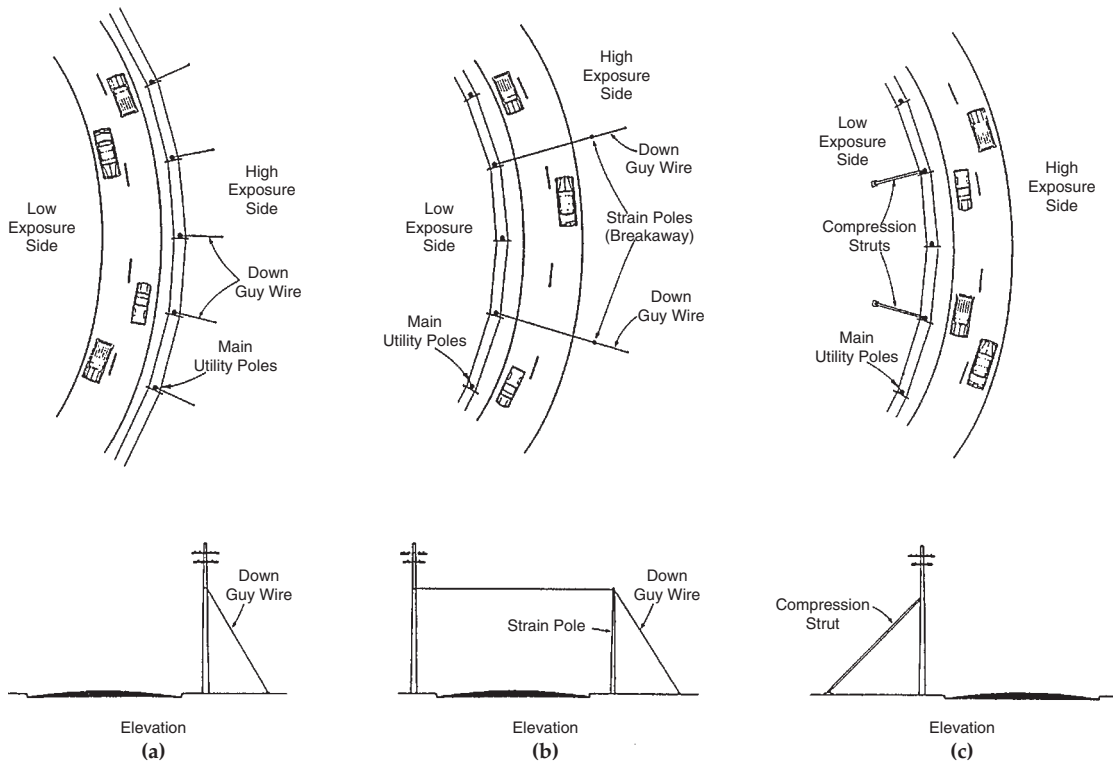 High
Exposure
Side
Low
Exposure
Side
Down
Guy Wire
Main
Utility Poles
High
Exposure
Side
Down
Guy Wire
Low
Exposure
Side
Strain Poles
(Breakaway)
Down
Guy Wire
Main
Utility Poles
Low
Exposure
Side
High
Exposure
Side
Compression
Struts
Main
Utility Poles
Down
Guy Wire
Elevation
(a)
Down
Guy Wire
Strain Pole
Elevation
(b)
Compression
Strut
Elevation
(c)